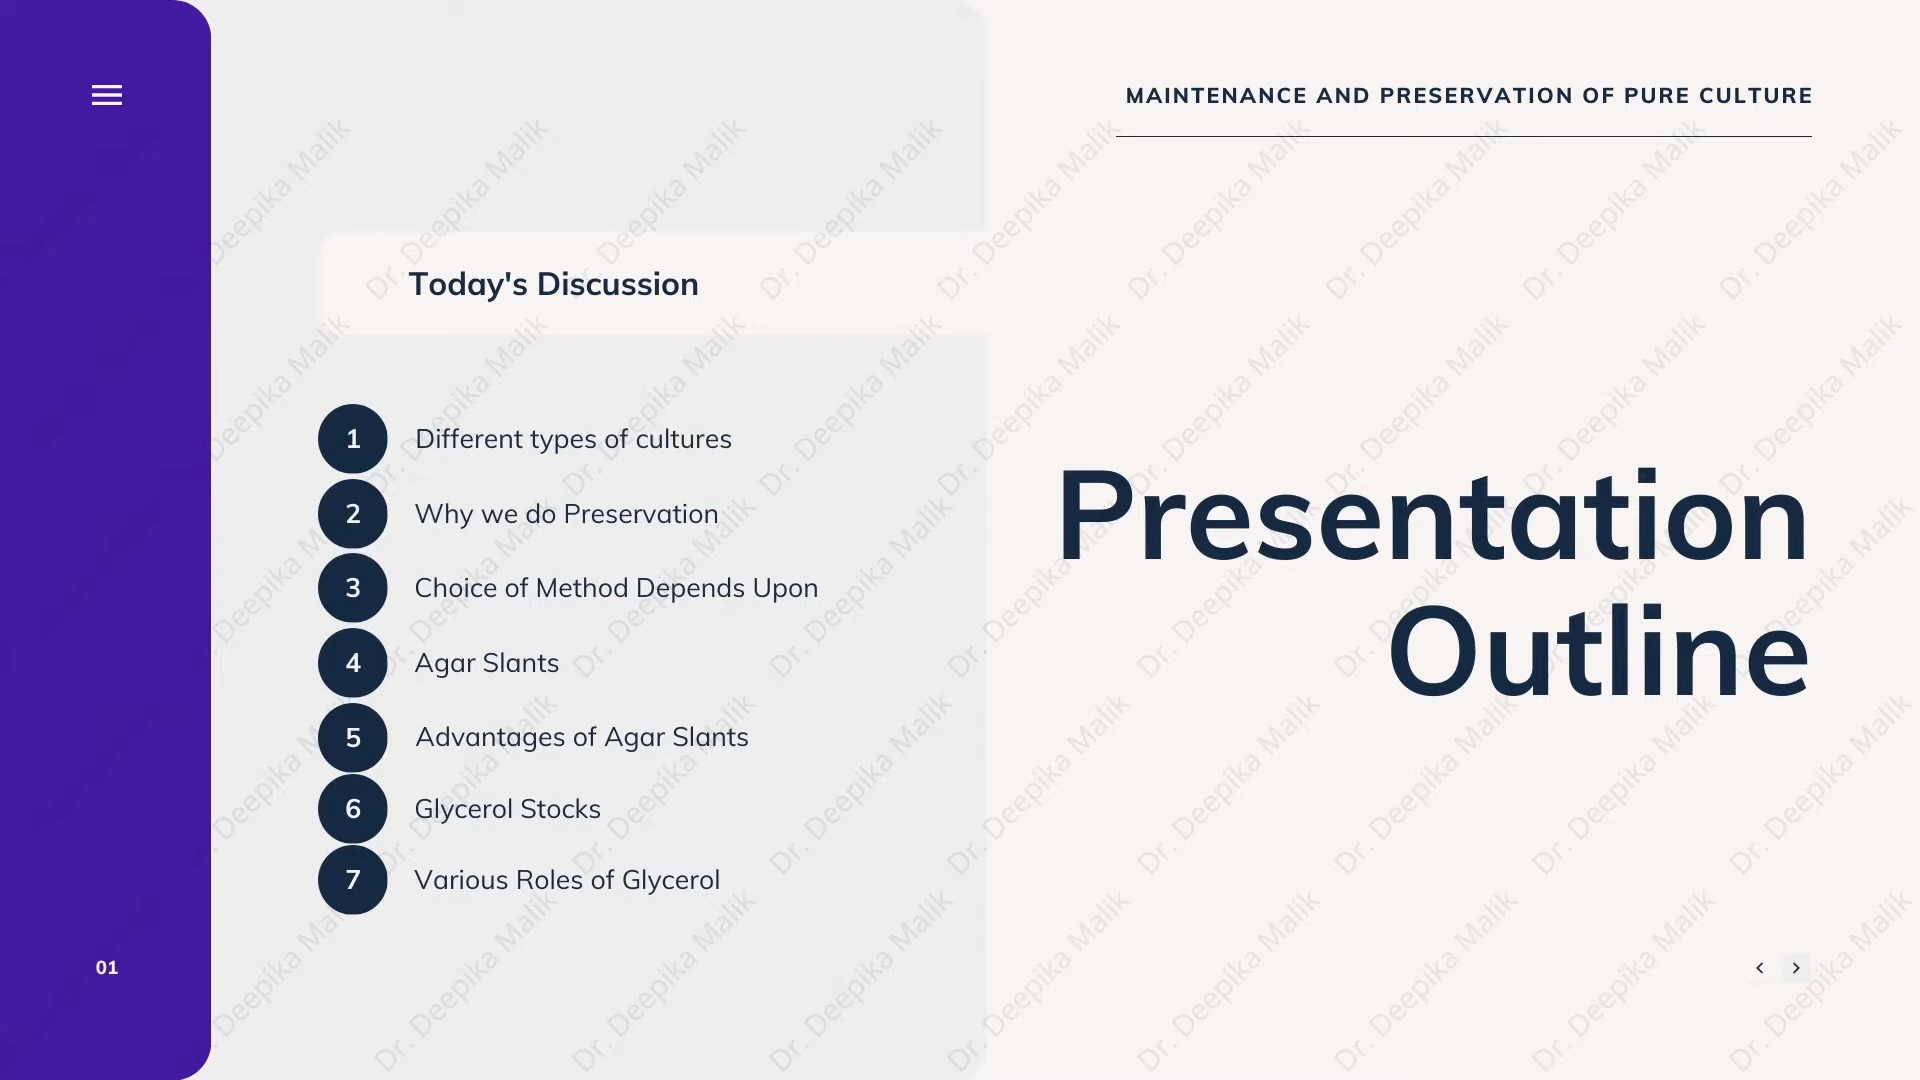 MAINTENANCE AND PRESERVATION OF PURE CULTURE
Today's Discussion
1 Different types of cultures
2 Why we do Preservation
3 Choice of Method Depends Upon
4 Agar Slants
5 Advantages of Agar Slants
6 Glycerol Stocks
7 Various Roles of Glycerol
Presentation
Outline
01
Dr. Deepika Malik